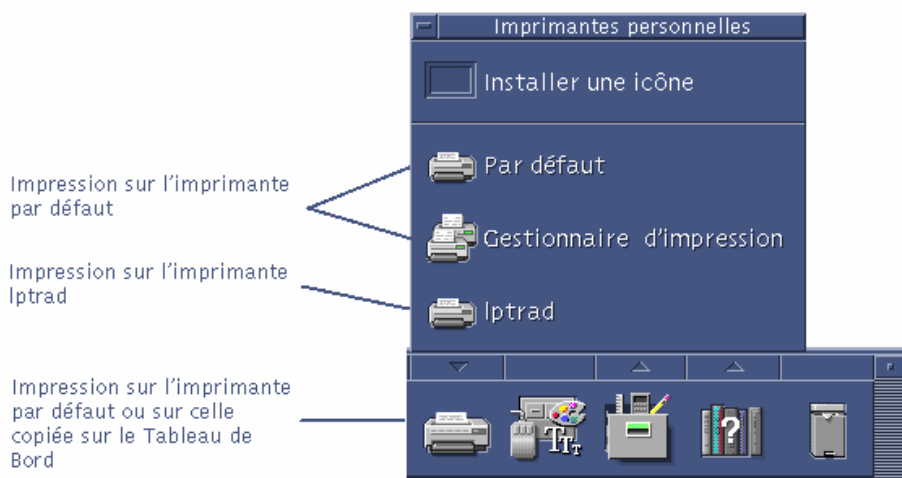 Imprimantes personnelles
Installer une icône
Par défaut
Gestionnaire d'impression
lptrad
Impression sur l'imprimante
par défaut
Impression sur l'imprimante
lptrad
Impression sur l'imprimante
par défaut ou sur celle
copiée sur le Tableau de
Bord